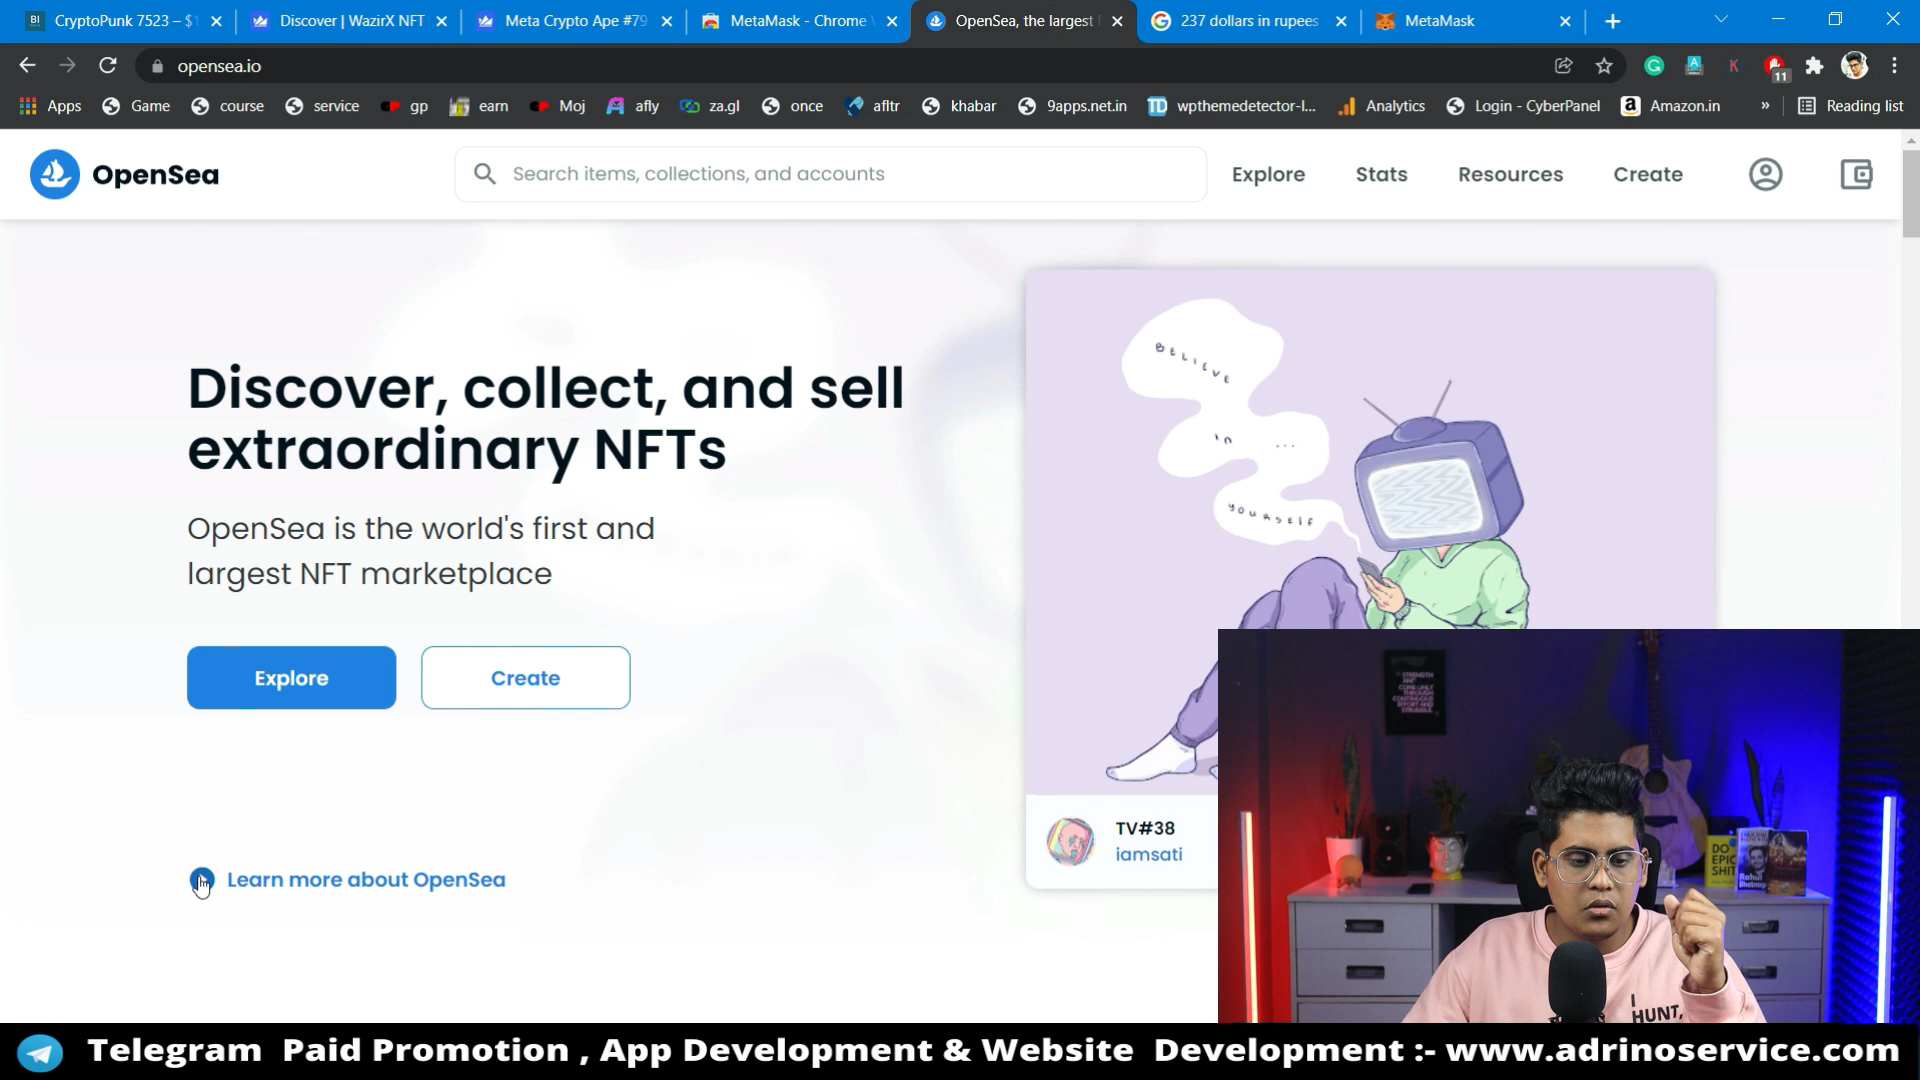 CryptoPunk 7523 – $1
Discover | WazirX NFT
Meta Crypto Ape #79
MetaMask - Chrome
OpenSea, the largest
237 dollars in rupees
MetaMask
opensea.io
11
Apps
Game
course
service
gp
earn
Moj
afly
za.gl
once
afltr
khabar
9apps.net.in
wpthemedetector-l...
Analytics
Login - CyberPanel
Amazon.in
»
Reading list
OpenSea
Search items, collections, and accounts
Explore
Stats
Resources
Create
Discover, collect, and sell
extraordinary NFTs
OpenSea is the world's first and
largest NFT marketplace
Explore
Create
Learn more about OpenSea
BELIEVE
in ...
yourself
TV#38
iamsati
DO
EPIC
SHIT
I
HUNT,
Telegram Paid Promotion , App Development & Website Development :- www.adrinoservice.com